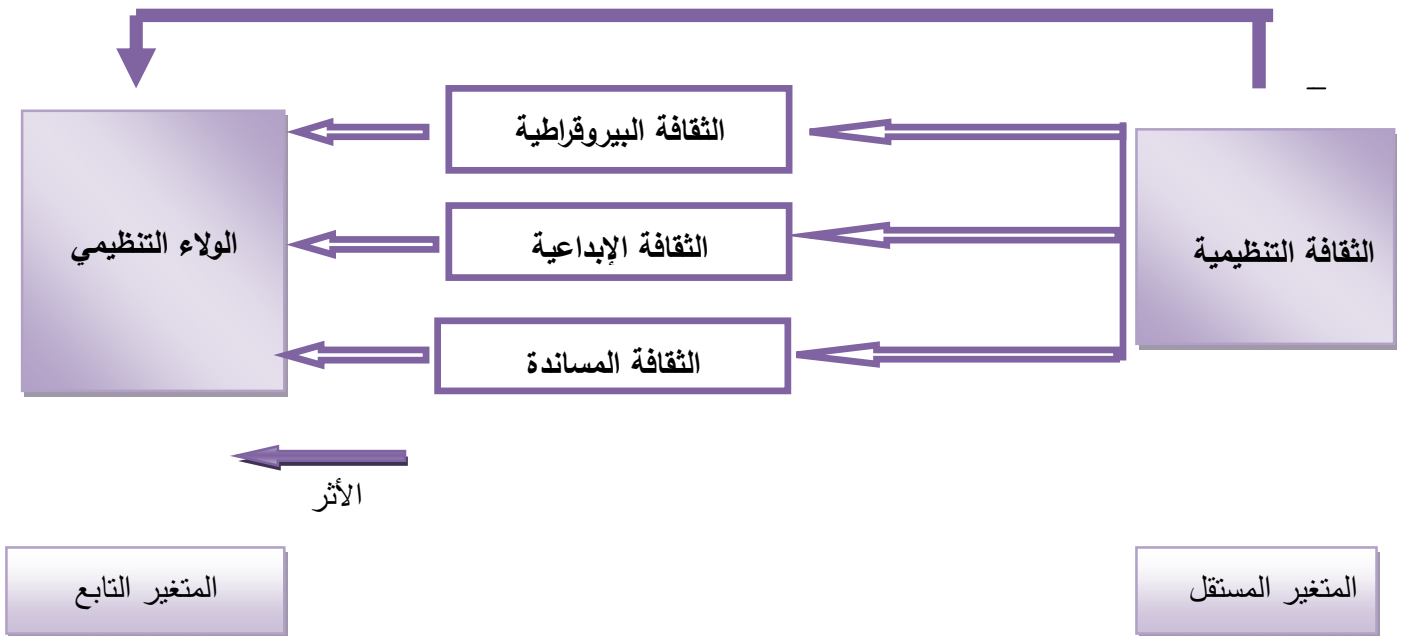 الثقافة البيروقراطية
الثقافة التنظيمية
الثقافة الإبداعية
الولاء التنظيمي
الثقافة المساندة
الأثر
المتغير المستقل
المتغير التابع